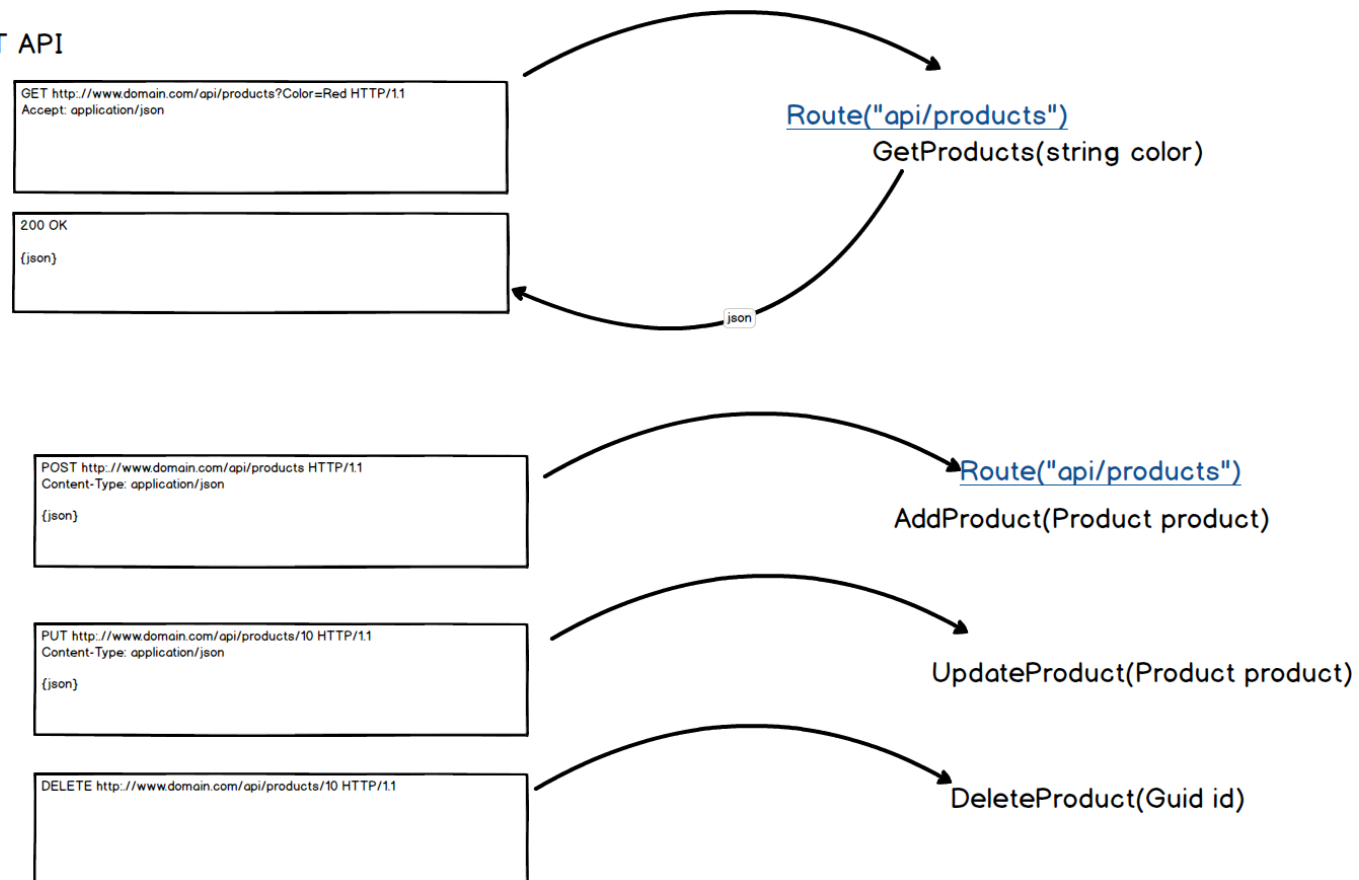 T API
GET http://www.domain.com/api/products?Color=Red HTTP/1.1
Accept: application/json
Route("api/products")
GetProducts(string color)
200 OK
{json}
json
POST http://www.domain.com/api/products HTTP/1.1
Content-Type: application/json
{json}
Route("api/products")
AddProduct(Product product)
PUT http://www.domain.com/api/products/10 HTTP/1.1
Content-Type: application/json
{json}
UpdateProduct(Product product)
DELETE http://www.domain.com/api/products/10 HTTP/1.1
DeleteProduct(Guid id)